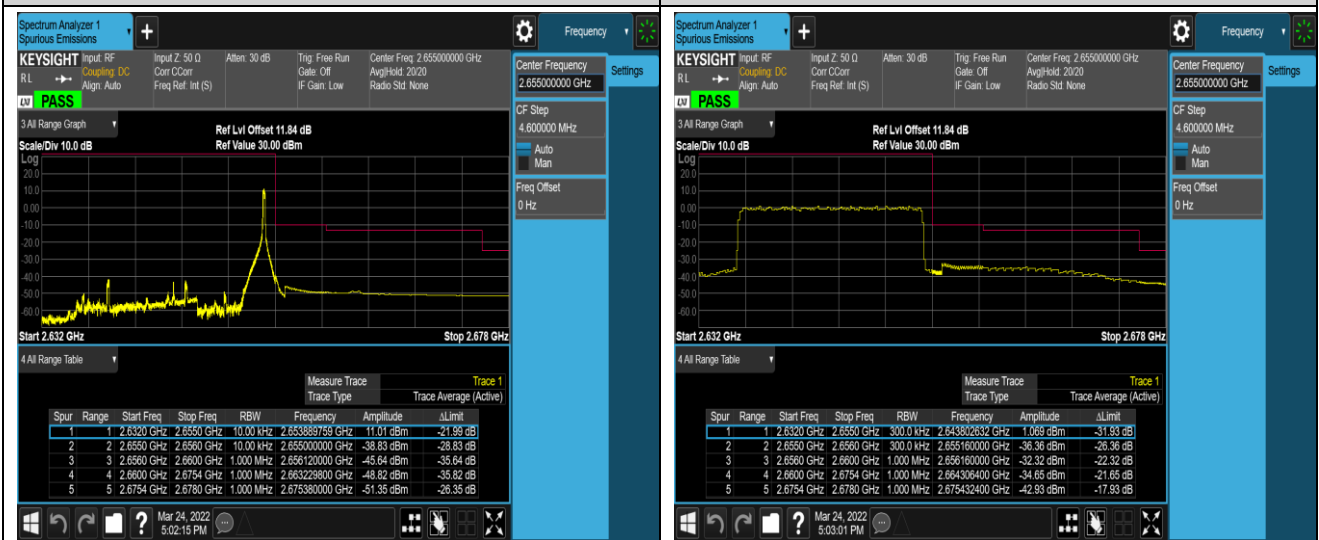 Spectrum Analyzer 1
Spurious Emissions
+
Frequency
KEYSIGHT Input: RF Input Z: 50 Ω Atten: 30 dB Trig: Free Run Center Freq: 2.655000000 GHz
RL Coupling: DC Corr CCorr Gate: Off Avg|Hold: 20/20
Align: Auto Freq Ref: Int (S) IF Gain: Low Radio Std: None
LXI PASS
Center Frequency
2.655000000 GHz
Settings
CF Step
4.600000 MHz
Auto
Man
Freq Offset
0 Hz
3 All Range Graph
Ref Lvl Offset 11.84 dB
Scale/Div 10.0 dB Ref Value 30.00 dBm
Log
20.0
10.0
0.00
-10.0
-20.0
-30.0
-40.0
-50.0
-60.0
Start 2.632 GHz Stop 2.678 GHz
4 All Range Table
Measure Trace Trace 1
Trace Type Trace Average (Active)
Spur Range Start Freq Stop Freq RBW Frequency Amplitude ΔLimit
1 1 2.6320 GHz 2.6550 GHz 10.00 kHz 2.653889759 GHz 11.01 dBm -21.99 dB
2 2 2.6550 GHz 2.6560 GHz 10.00 kHz 2.655000000 GHz -38.83 dBm -28.83 dB
3 3 2.6560 GHz 2.6600 GHz 1.000 MHz 2.656120000 GHz -45.64 dBm -35.64 dB
4 4 2.6600 GHz 2.6754 GHz 1.000 MHz 2.663229800 GHz -48.82 dBm -35.82 dB
5 5 2.6754 GHz 2.6780 GHz 1.000 MHz 2.675380000 GHz -51.35 dBm -26.35 dB
?
Mar 24, 2022
5:02:15 PM
Spectrum Analyzer 1
Spurious Emissions
+
Frequency
KEYSIGHT Input: RF Input Z: 50 Ω Atten: 30 dB Trig: Free Run Center Freq: 2.655000000 GHz
RL Coupling: DC Corr CCorr Gate: Off Avg|Hold: 20/20
Align: Auto Freq Ref: Int (S) IF Gain: Low Radio Std: None
LXI PASS
Center Frequency
2.655000000 GHz
Settings
CF Step
4.600000 MHz
Auto
Man
Freq Offset
0 Hz
3 All Range Graph
Ref Lvl Offset 11.84 dB
Scale/Div 10.0 dB Ref Value 30.00 dBm
Log
20.0
10.0
0.00
-10.0
-20.0
-30.0
-40.0
-50.0
-60.0
Start 2.632 GHz Stop 2.678 GHz
4 All Range Table
Measure Trace Trace 1
Trace Type Trace Average (Active)
Spur Range Start Freq Stop Freq RBW Frequency Amplitude ΔLimit
1 1 2.6320 GHz 2.6550 GHz 300.0 kHz 2.643802632 GHz 1.069 dBm -31.93 dB
2 2 2.6550 GHz 2.6560 GHz 300.0 kHz 2.655160000 GHz -36.36 dBm -26.36 dB
3 3 2.6560 GHz 2.6600 GHz 1.000 MHz 2.656160000 GHz -32.32 dBm -22.32 dB
4 4 2.6600 GHz 2.6754 GHz 1.000 MHz 2.664306400 GHz -34.65 dBm -21.65 dB
5 5 2.6754 GHz 2.6780 GHz 1.000 MHz 2.675432400 GHz -42.93 dBm -17.93 dB
?
Mar 24, 2022
5:03:01 PM